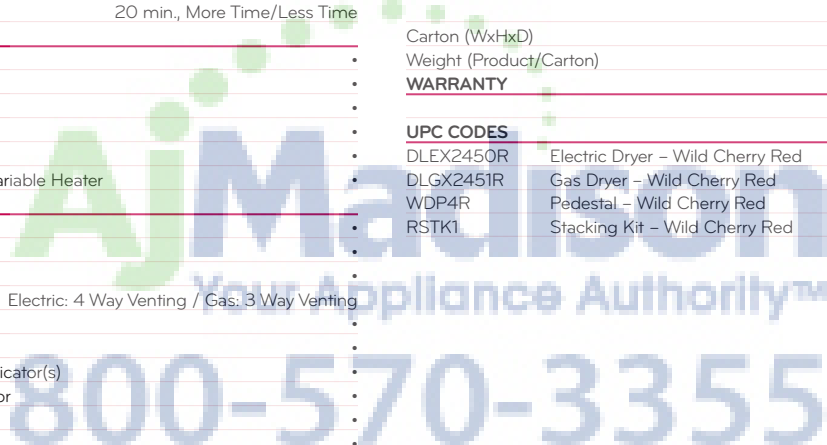 20 min., More Time/Less Time
ariable Heater
Electric: 4 Way Venting / Gas: 3 Way Venting
icator(s)
or
Carton (WxHxD)
Weight (Product/Carton)
WARRANTY
UPC CODES
DLEX2450R Electric Dryer – Wild Cherry Red
DLGX2451R Gas Dryer – Wild Cherry Red
WDP4R Pedestal – Wild Cherry Red
RSTK1 Stacking Kit – Wild Cherry Red
AjMadison
Your Appliance Authority™
800-570-3355